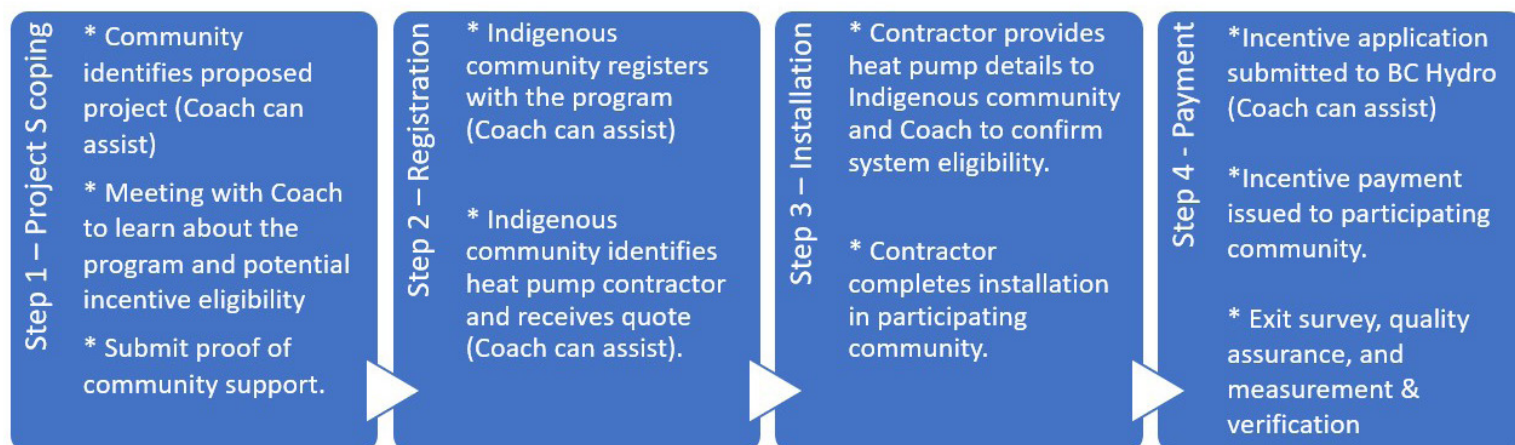 Step 1 – Project S coping
* Community
identifies proposed
project (Coach can
assist)
* Meeting with Coach
to learn about the
program and potential
incentive eligibility
* Submit proof of
community support.
Step 2 – Registration
* Indigenous
community registers
with the program
(Coach can assist)
* Indigenous
community identifies
heat pump contractor
and receives quote
(Coach can assist).
Step 3 – Installation
* Contractor provides
heat pump details to
Indigenous community
and Coach to confirm
system eligibility.
* Contractor
completes installation
in participating
community.
Step 4 - Payment
*Incentive application
submitted to BC Hydro
(Coach can assist)
*Incentive payment
issued to participating
community.
* Exit survey, quality
assurance, and
measurement &
verification